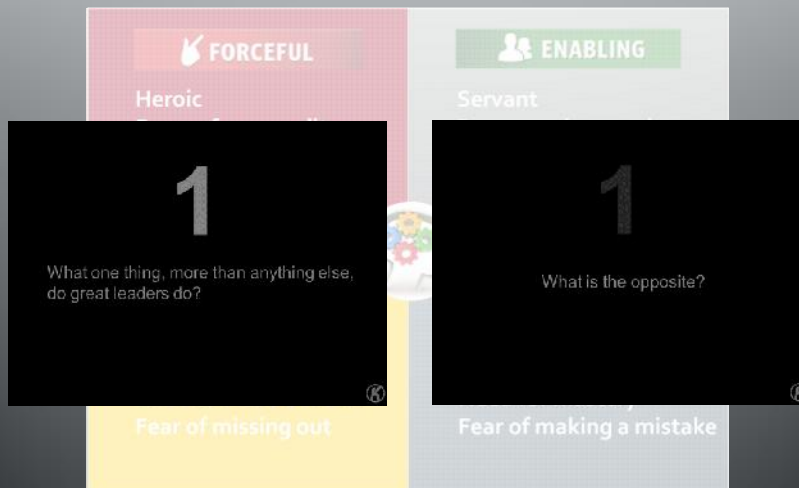 FORCEFUL
ENABLING
Heroic
Servant
1
What one thing, more than anything else,
do great leaders do?
1
What is the opposite?
Fear of missing out
Fear of making a mistake